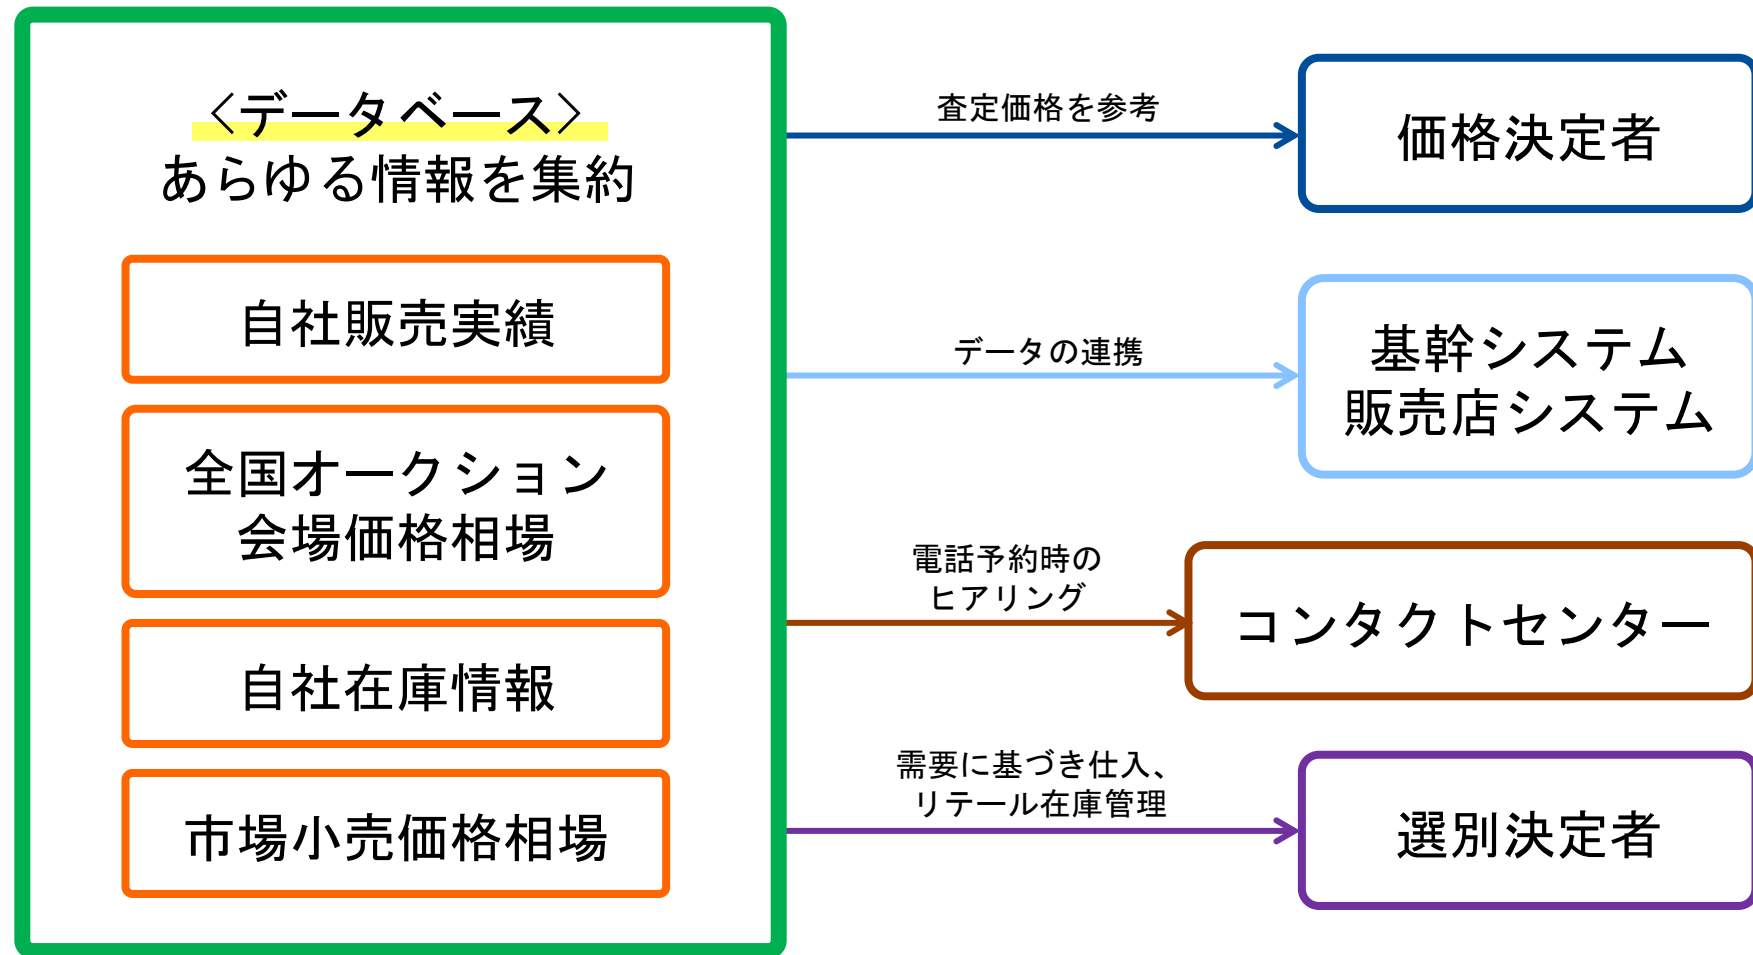 〈データベース〉
あらゆる情報を集約
自社販売実績
全国オークション
会場価格相場
自社在庫情報
市場小売価格相場
査定価格を参考
価格決定者
データの連携
基幹システム
販売店システム
電話予約時の
ヒアリング
コンタクトセンター
需要に基づき仕入、
リテール在庫管理
選別決定者